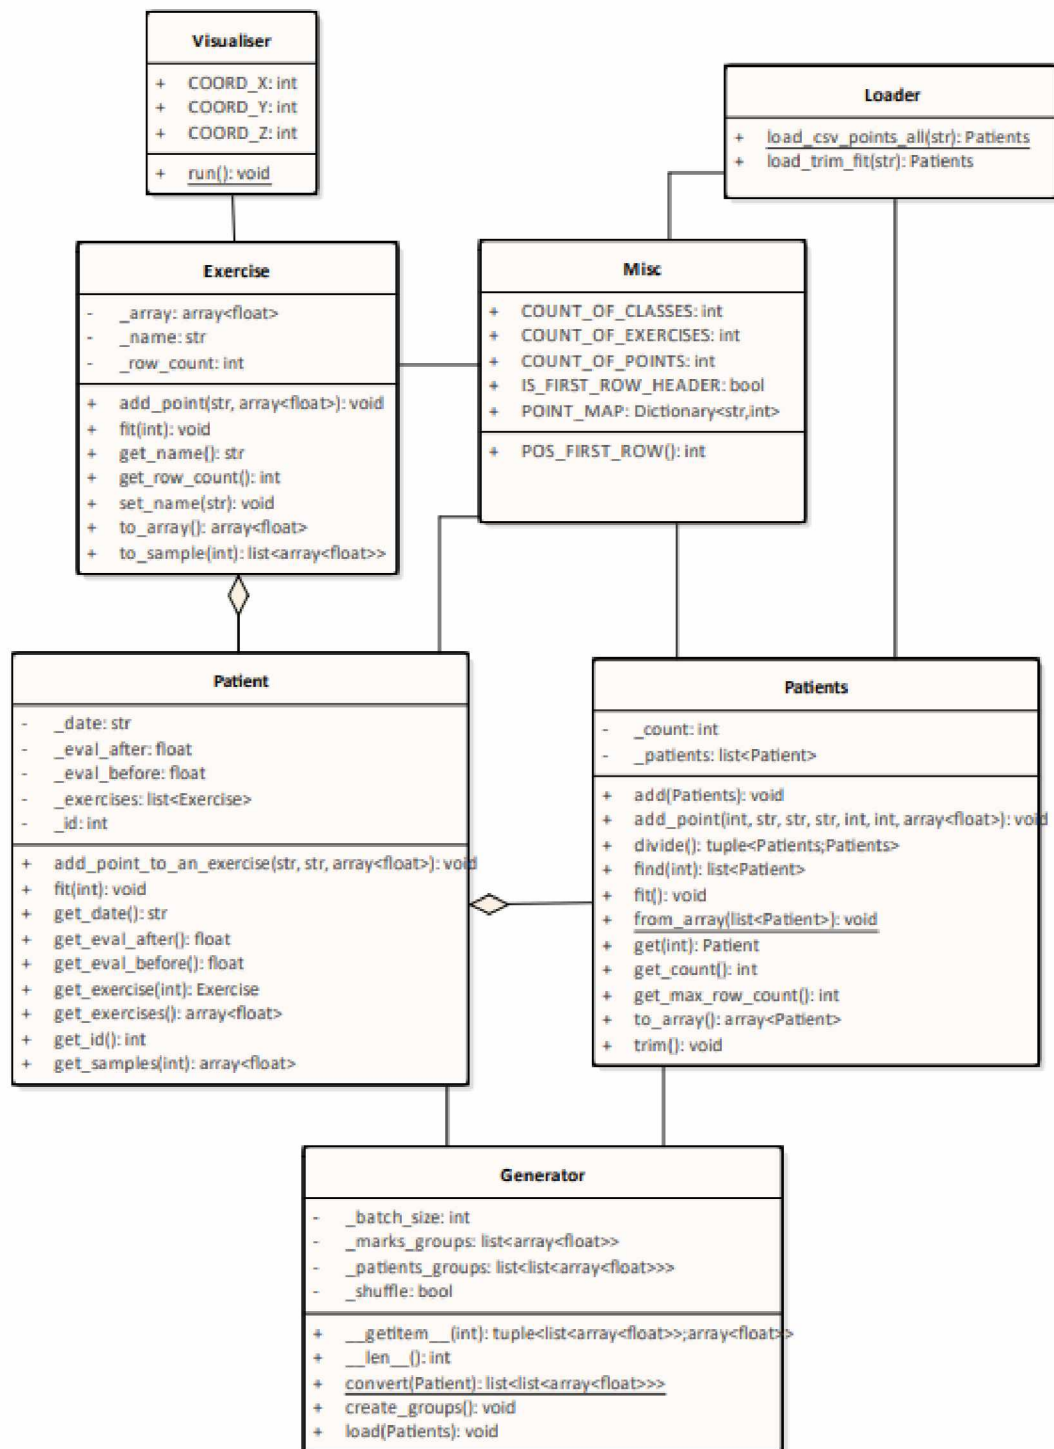 Visualiser
+ COORD_X: int
+ COORD_Y: int
+ COORD_Z: int
+ run(): void
Loader
+ load_csv_points_all(str): Patients
+ load_trim_fit(str): Patients
Exercise
- _array: array<float>
- _name: str
- _row_count: int
+ add_point(str, array<float>): void
+ fit(int): void
+ get_name(): str
+ get_row_count(): int
+ set_name(str): void
+ to_array(): array<float>
+ to_sample(int): list<array<float>>
Misc
+ COUNT_OF_CLASSES: int
+ COUNT_OF_EXERCISES: int
+ COUNT_OF_POINTS: int
+ IS_FIRST_ROW_HEADER: bool
+ POINT_MAP: Dictionary<str,int>
+ POS_FIRST_ROW(): int
Patient
- _date: str
- _eval_after: float
- _eval_before: float
- _exercises: list<Exercise>
- _id: int
+ add_point_to_an_exercise(str, str, array<float>): void
+ fit(int): void
+ get_date(): str
+ get_eval_after(): float
+ get_eval_before(): float
+ get_exercise(int): Exercise
+ get_exercises(): array<float>
+ get_id(): int
+ get_samples(int): array<float>
Patients
- _count: int
- _patients: list<Patient>
+ add(Patients): void
+ add_point(int, str, str, str, int, int, array<float>): void
+ divide(): tuple<Patients;Patients>
+ find(int): list<Patient>
+ fit(): void
+ from_array(list<Patient>): void
+ get(int): Patient
+ get_count(): int
+ get_max_row_count(): int
+ to_array(): array<Patient>
+ trim(): void
Generator
- _batch_size: int
- _marks_groups: list<array<float>>
- _patients_groups: list<list<array<float>>>
- _shuffle: bool
+ __getitem__(int): tuple<list<array<float>>;array<float>>
+ __len__(): int
+ convert(Patient): list<list<array<float>>>
+ create_groups(): void
+ load(Patients): void